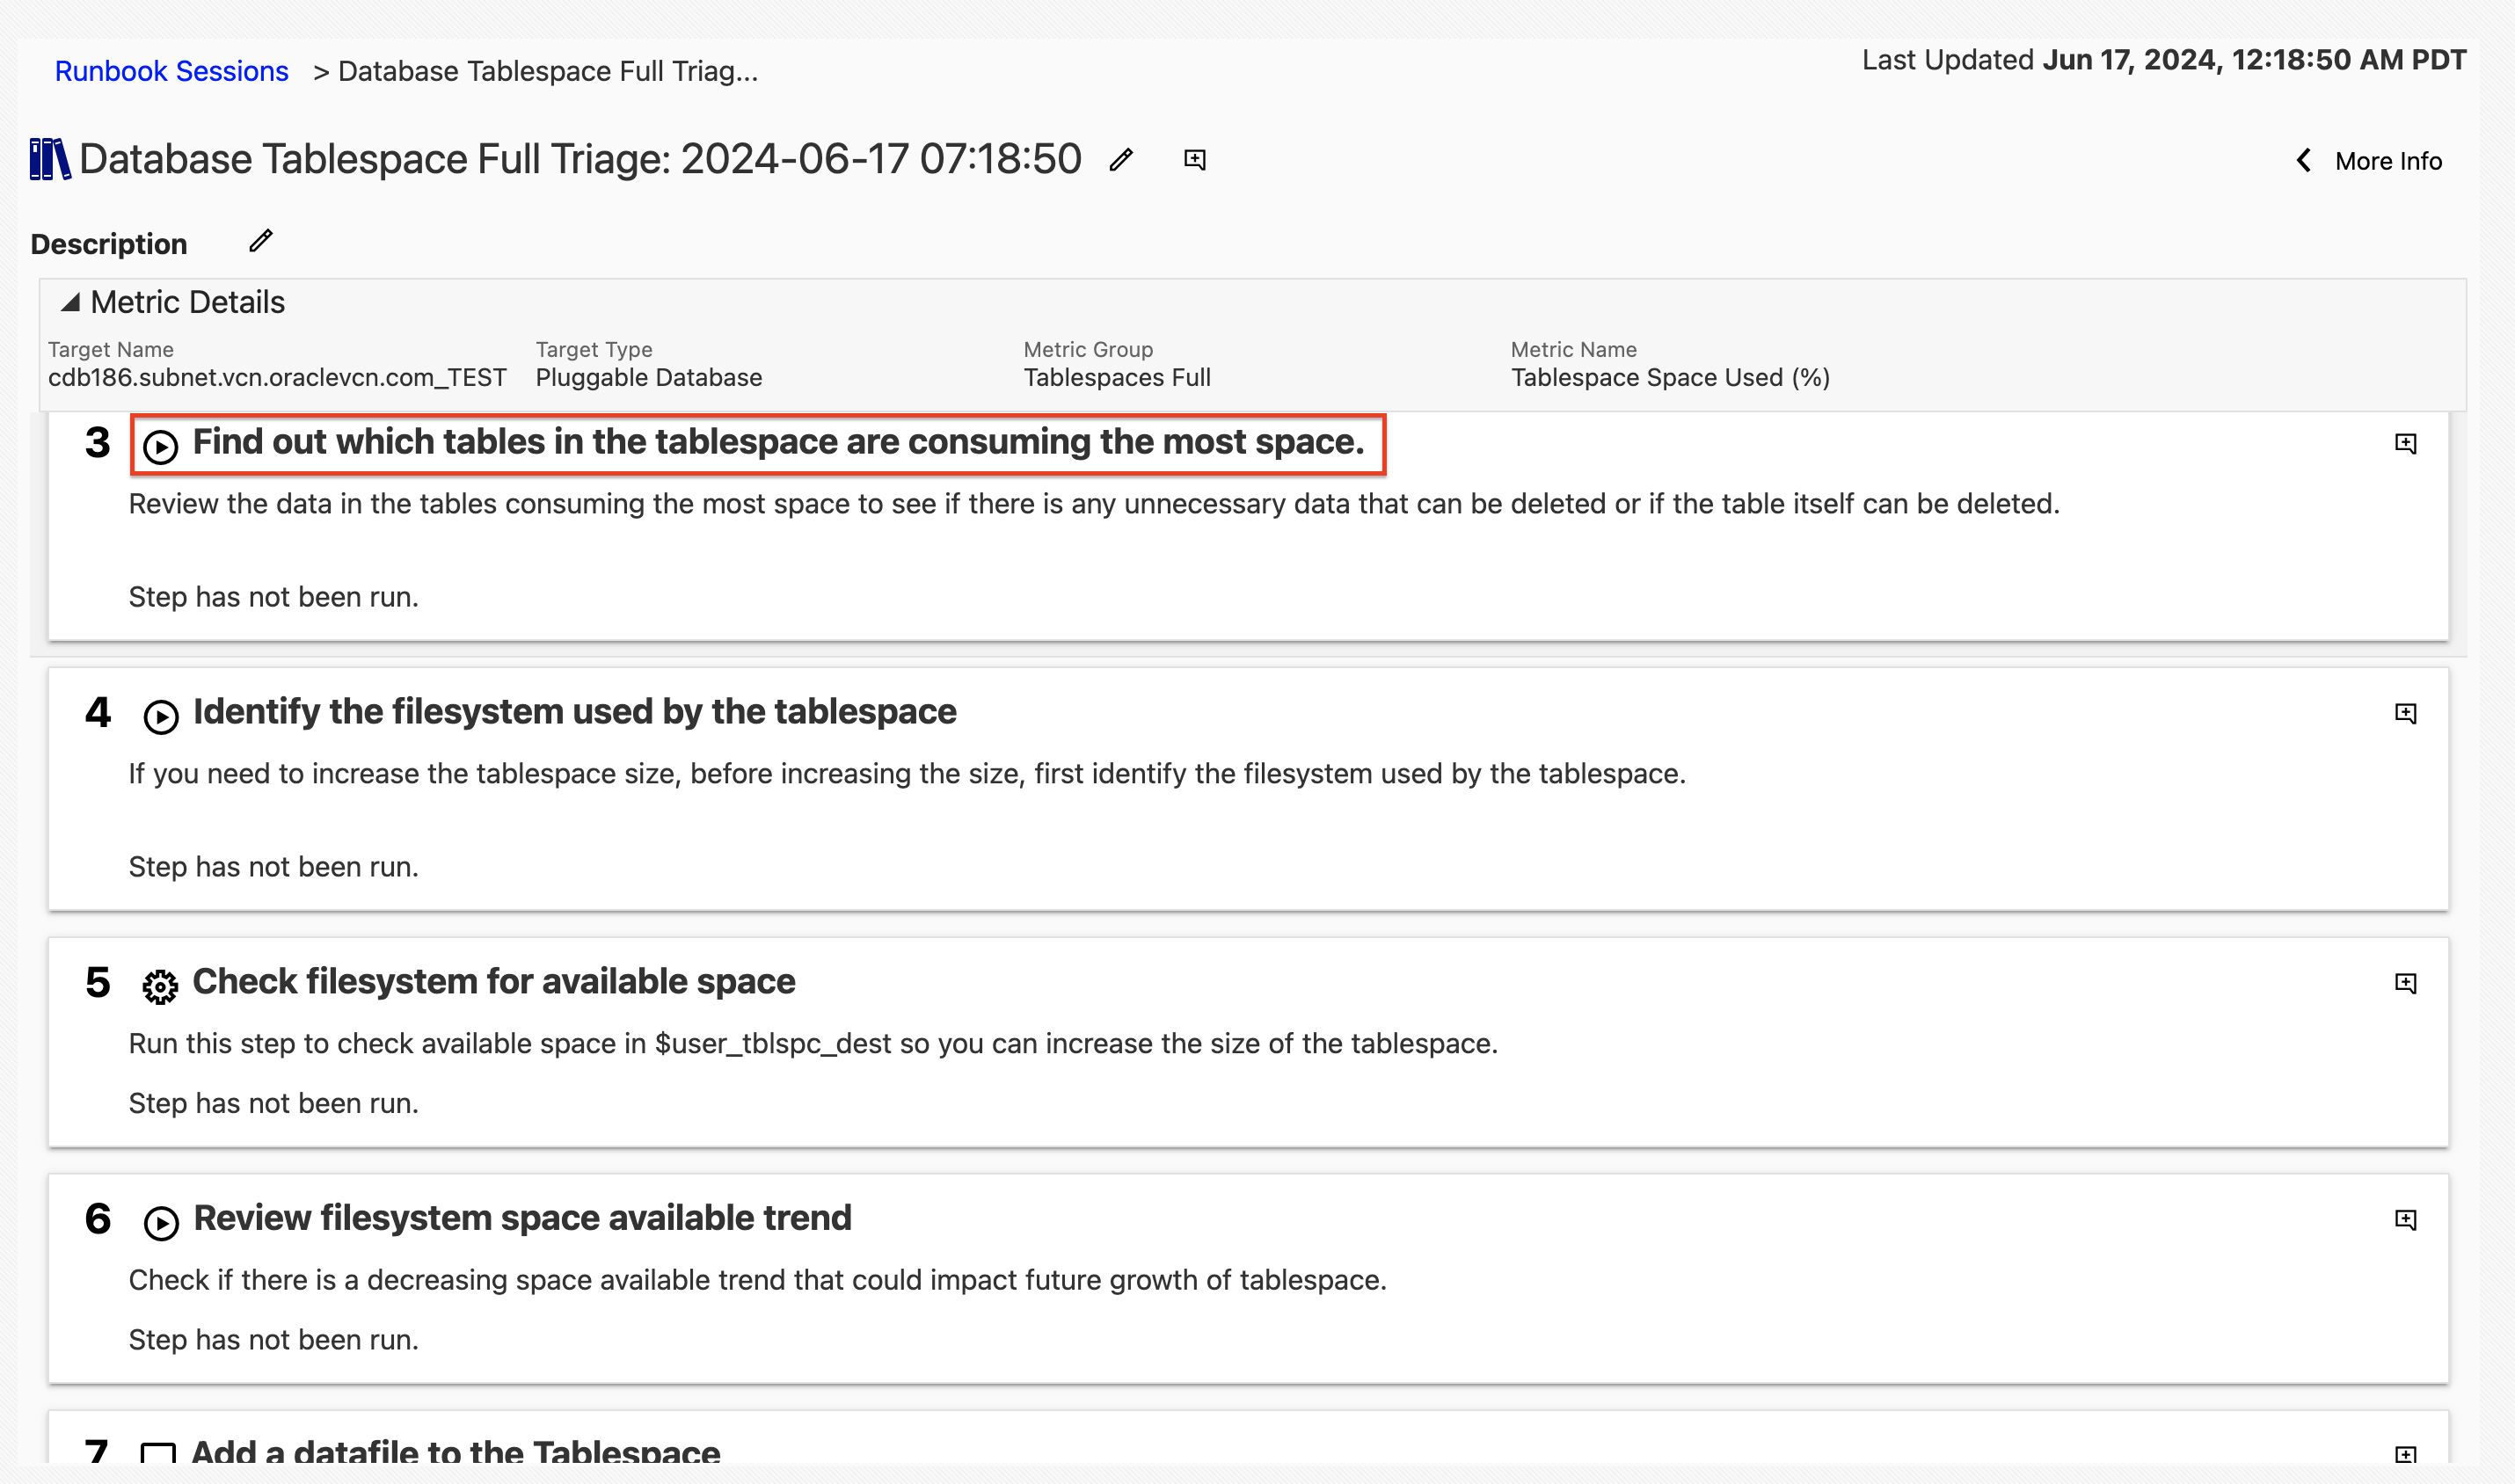 Runbook Sessions > Database Tablespace Full Triag...
Last Updated Jun 17, 2024, 12:18:50 AM PDT
Database Tablespace Full Triage: 2024-06-17 07:18:50
More Info
Description
Metric Details
Target Name Target Type Metric Group Metric Name
cdb186.subnet.vcn.oraclevcn.com_TEST Pluggable Database Tablespaces Full Tablespace Space Used (%)
3 Find out which tables in the tablespace are consuming the most space.
Review the data in the tables consuming the most space to see if there is any unnecessary data that can be deleted or if the table itself can be deleted.
Step has not been run.
4 Identify the filesystem used by the tablespace
If you need to increase the tablespace size, before increasing the size, first identify the filesystem used by the tablespace.
Step has not been run.
5 Check filesystem for available space
Run this step to check available space in $user_tblspc_dest so you can increase the size of the tablespace.
Step has not been run.
6 Review filesystem space available trend
Check if there is a decreasing space available trend that could impact future growth of tablespace.
Step has not been run.
7 Add a datafile to the Tablespace